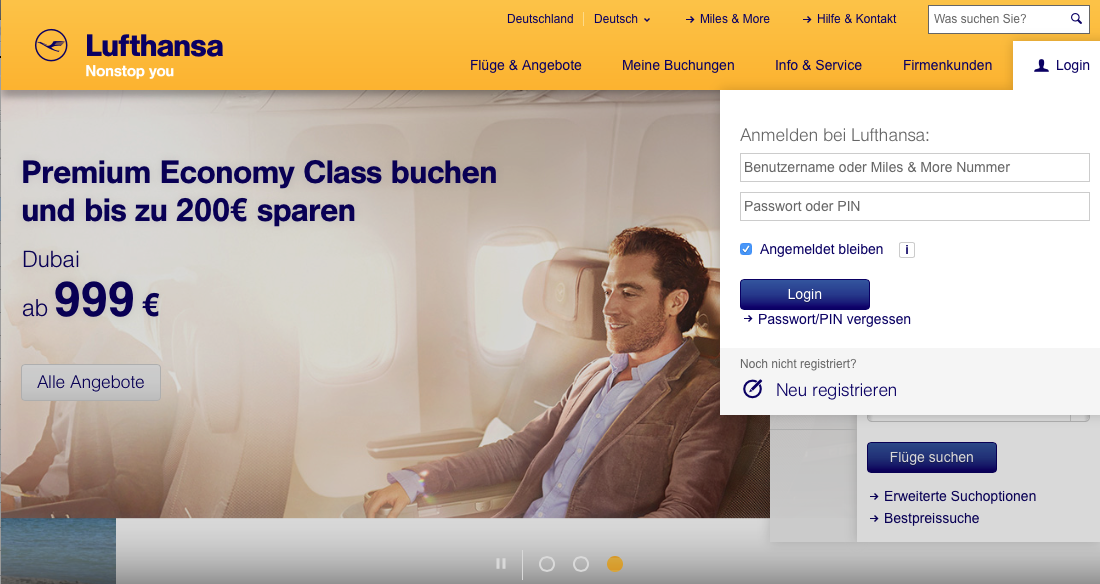 Deutschland
Deutsch
Miles & More
Hilfe & Kontakt
Was suchen Sie?
Lufthansa
Nonstop you
Flüge & Angebote
Meine Buchungen
Info & Service
Firmenkunden
Login
Premium Economy Class buchen
und bis zu 200€ sparen
Dubai
ab 999 €
Alle Angebote
Anmelden bei Lufthansa:
Benutzername oder Miles & More Nummer
Passwort oder PIN
Angemeldet bleiben i
Login
Passwort/PIN vergessen
Noch nicht registriert?
Neu registrieren
Flüge suchen
Erweiterte Suchoptionen
Bestpreissuche